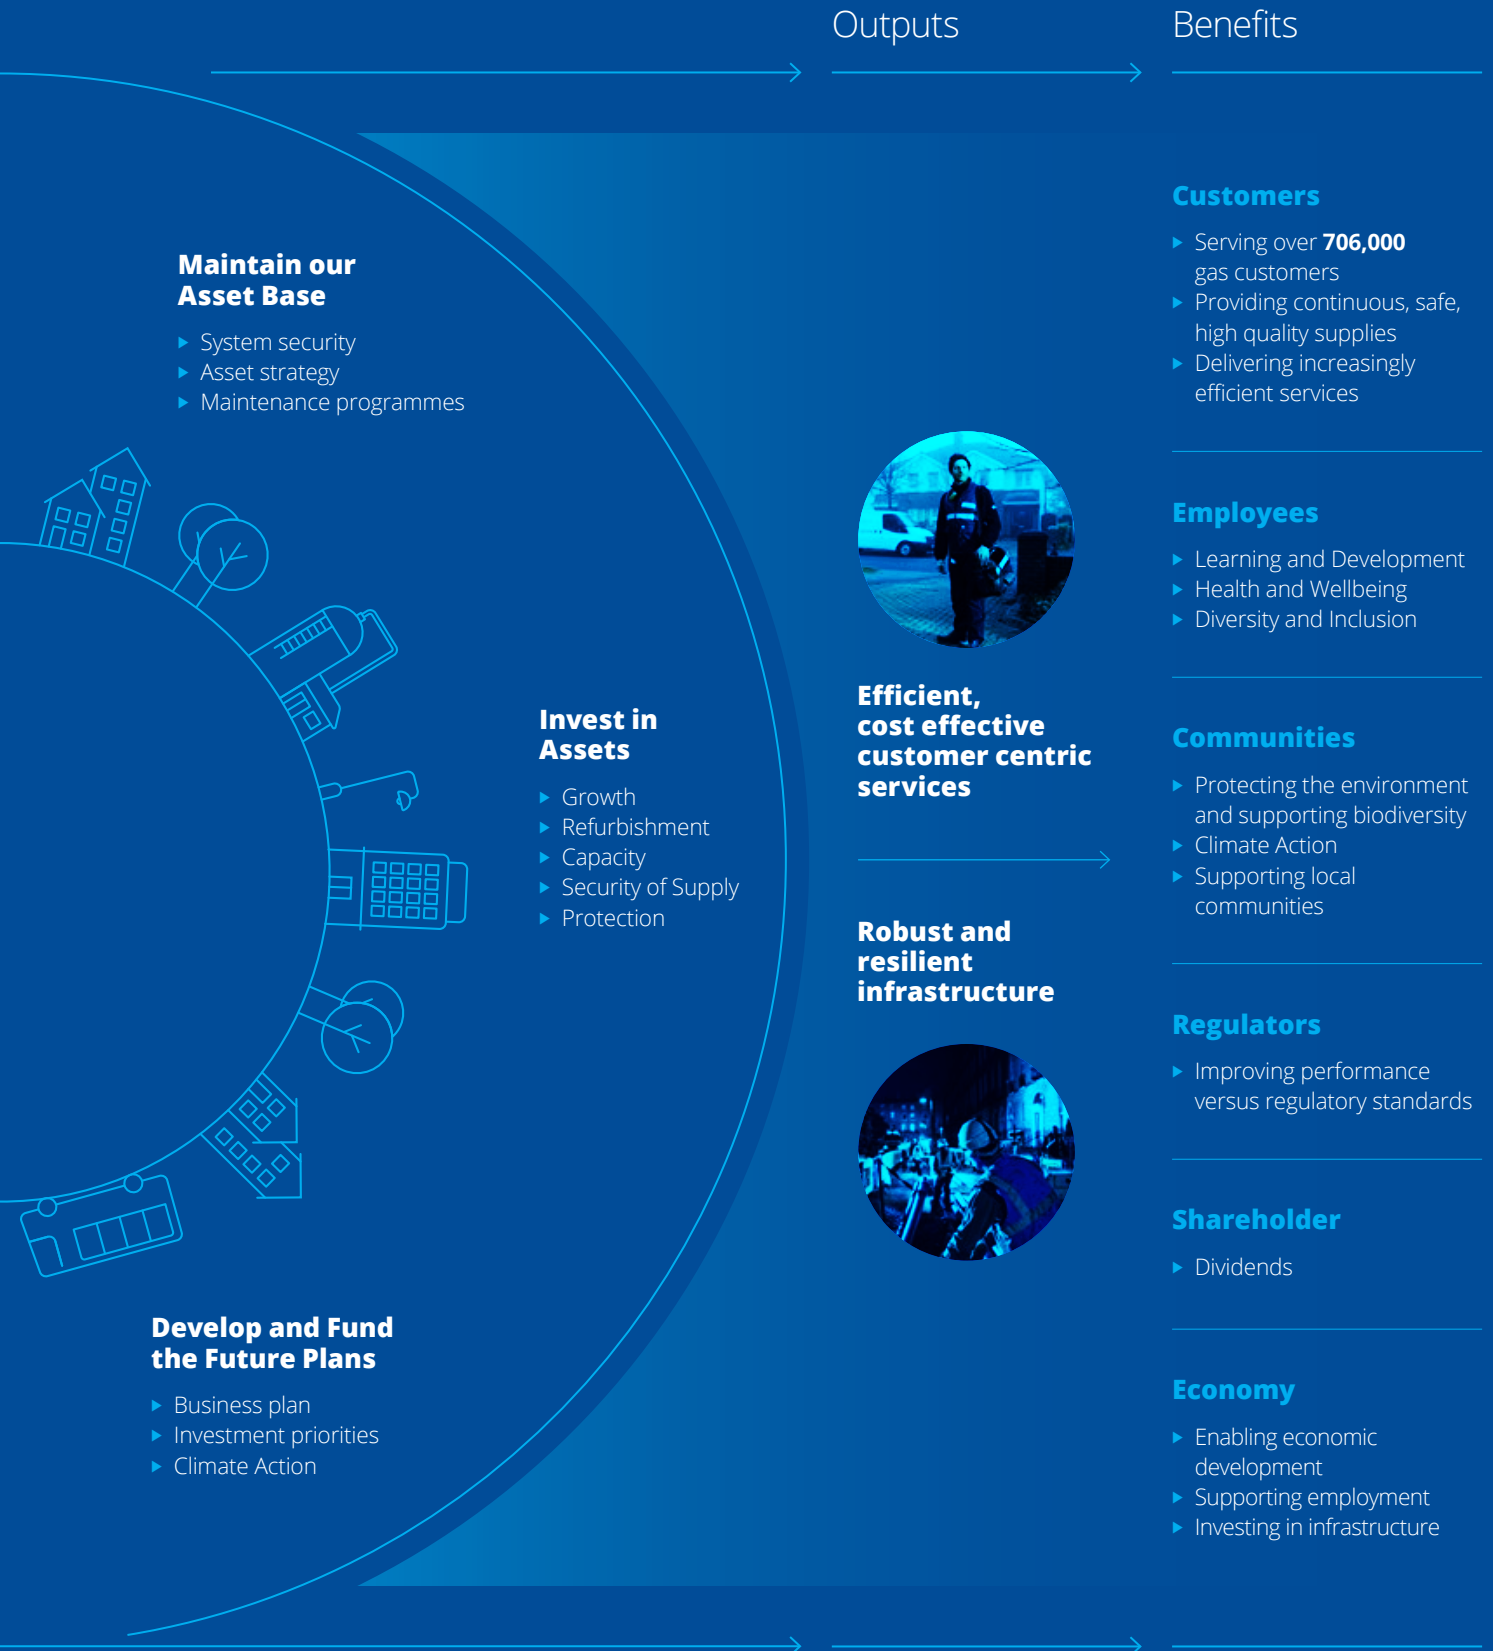 Outputs
Benefits
Maintain our
Asset Base
System security
Asset strategy
Maintenance programmes
Invest in
Assets
Growth
Refurbishment
Capacity
Security of Supply
Protection
Develop and Fund
the Future Plans
Business plan
Investment priorities
Climate Action
Efficient,
cost effective
customer centric
services
Robust and
resilient
infrastructure
Customers
Serving over 706,000
gas customers
Providing continuous, safe,
high quality supplies
Delivering increasingly
efficient services
Employees
Learning and Development
Health and Wellbeing
Diversity and Inclusion
Communities
Protecting the environment
and supporting biodiversity
Climate Action
Supporting local
communities
Regulators
Improving performance
versus regulatory standards
Shareholder
Dividends
Economy
Enabling economic
development
Supporting employment
Investing in infrastructure